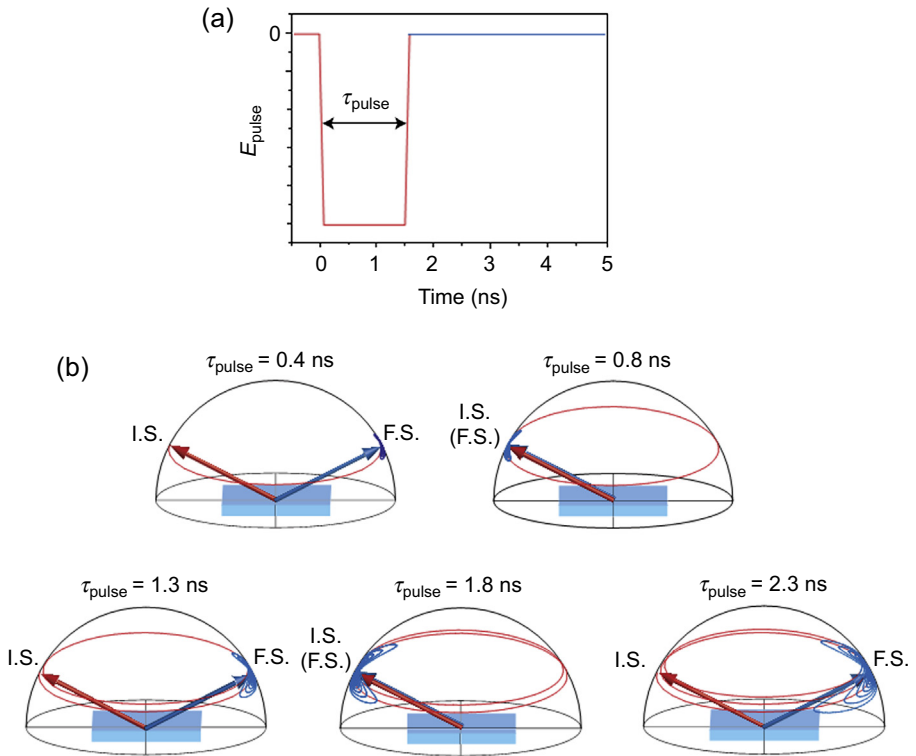 (a)
0
E_pulse
τ_pulse
0 1 2 3 4 5
Time (ns)
(b)
τ_pulse = 0.4 ns
I.S.
F.S.
τ_pulse = 0.8 ns
I.S.
(F.S.)
τ_pulse = 1.3 ns
I.S.
F.S.
τ_pulse = 1.8 ns
I.S.
(F.S.)
τ_pulse = 2.3 ns
I.S.
F.S.